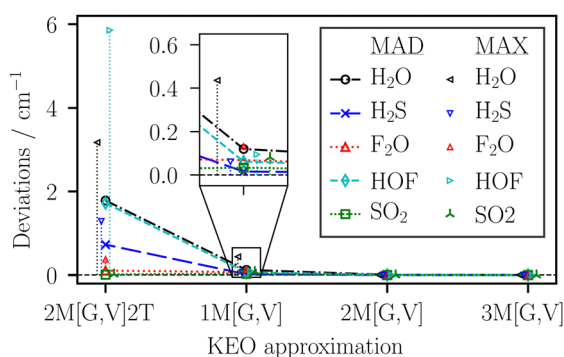 Deviations / cm⁻¹
6
4
2
0
0.6
0.4
0.2
0.0
MAD MAX
H₂O H₂O
H₂S H₂S
F₂O F₂O
HOF HOF
SO₂ SO2
2M[G,V]2T 1M[G,V] 2M[G,V] 3M[G,V]
KEO approximation